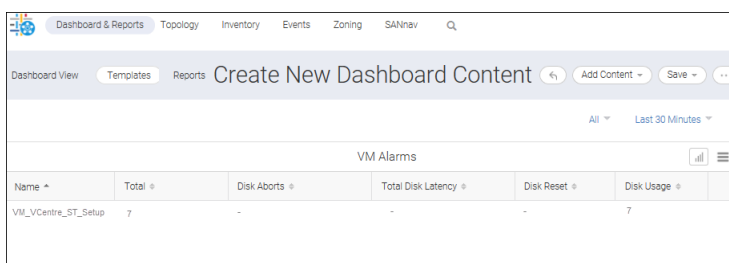 Dashboard & Reports Topology Inventory Events Zoning SANnav
Dashboard View Templates Reports Create New Dashboard Content Add Content Save
All Last 30 Minutes
VM Alarms
Name Total Disk Aborts Total Disk Latency Disk Reset Disk Usage
VM_VCentre_ST_Setup 7 - - - 7